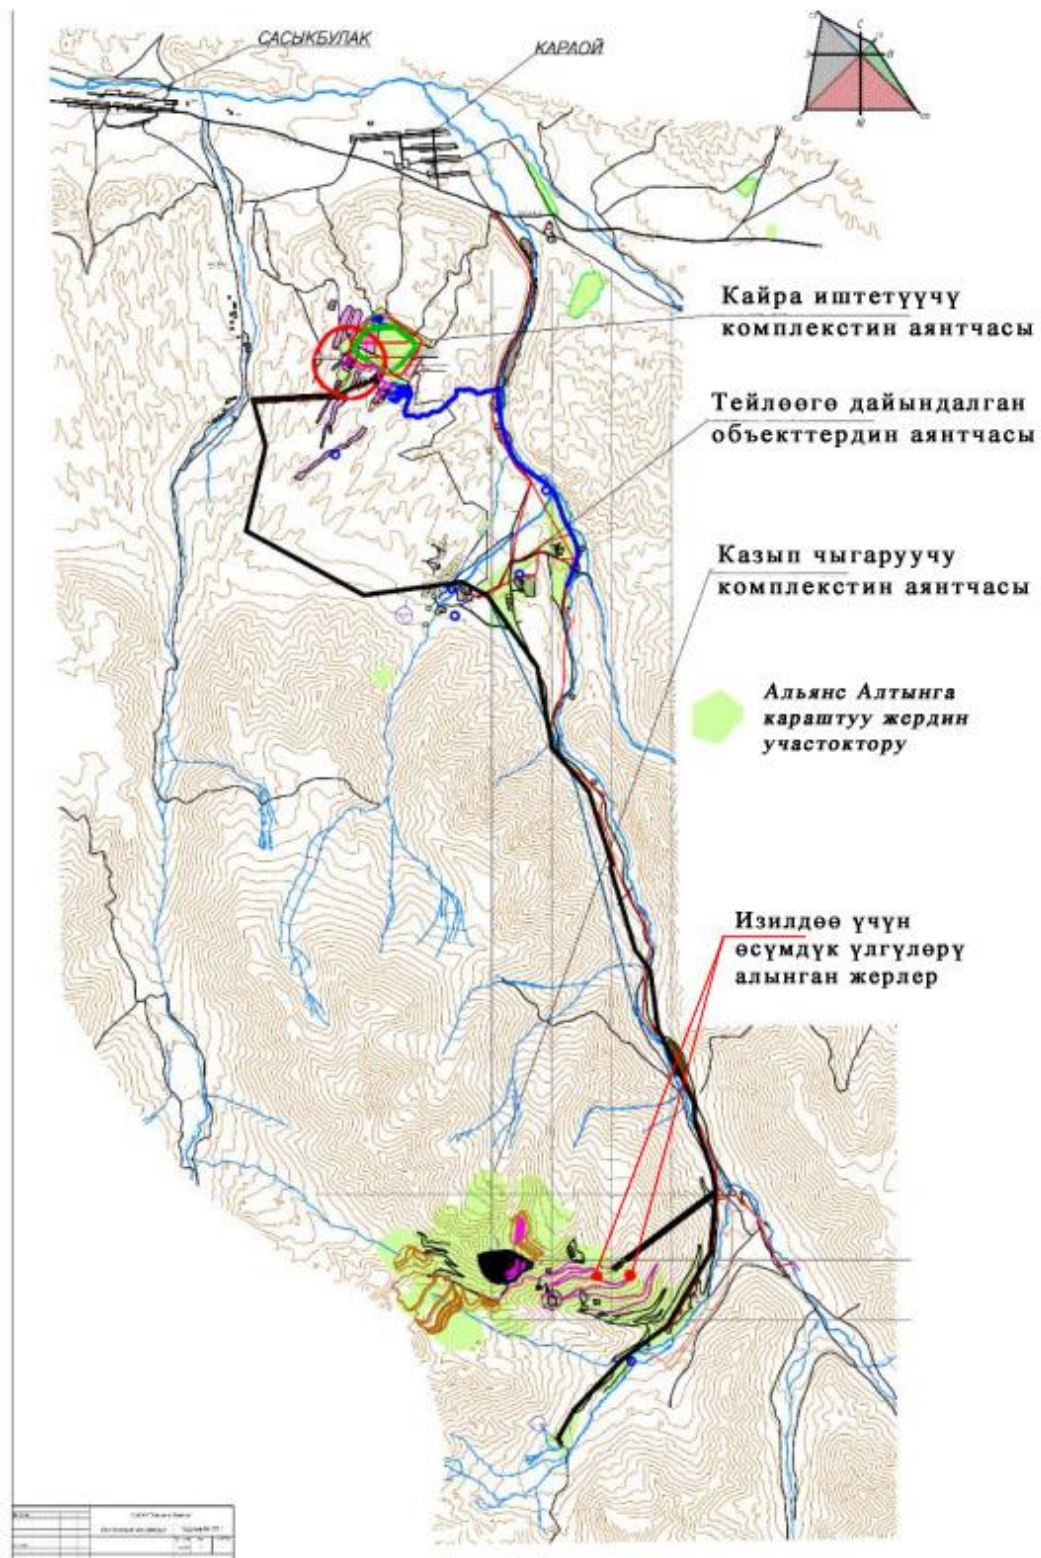 САСЫКБУЛАК
КАРАОЙ
С
Кайра иштетүүчү
комплекстин аянтчасы
Тейлөөгө дайындалган
объекттердин аянтчасы
Казып чыгаруучу
комплекстин аянтчасы
Альянс Алтынга
караштуу жердин
участоктору
Изилдөө үчүн
өсүмдүк үлгүлөрү
алынган жерлер